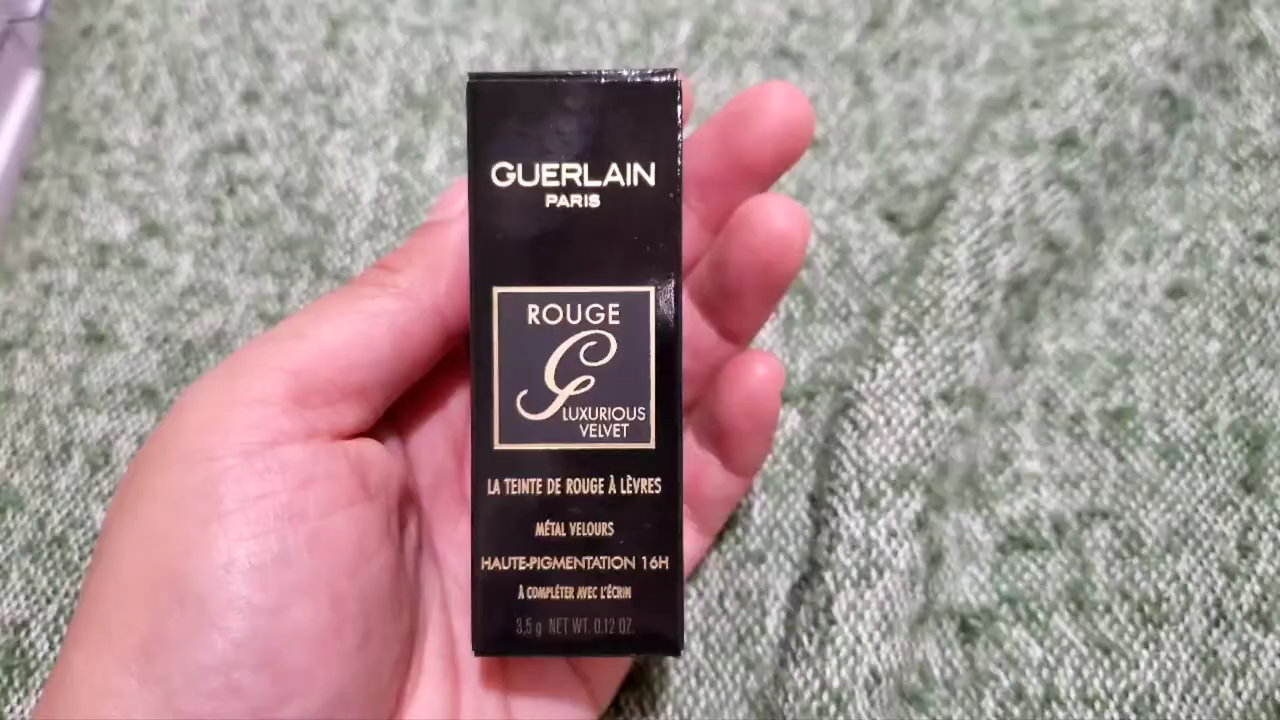 GUERLAIN
PARIS
ROUGE
G
LUXURIOUS
VELVET
LA TEINTE DE ROUGE À LÈVRES
MÉTAL VELOURS
HAUTE-PIGMENTATION 16H
À COMPLÉTER AVEC L'ÉCRIN
3,5 g NET WT. 0.12 OZ.